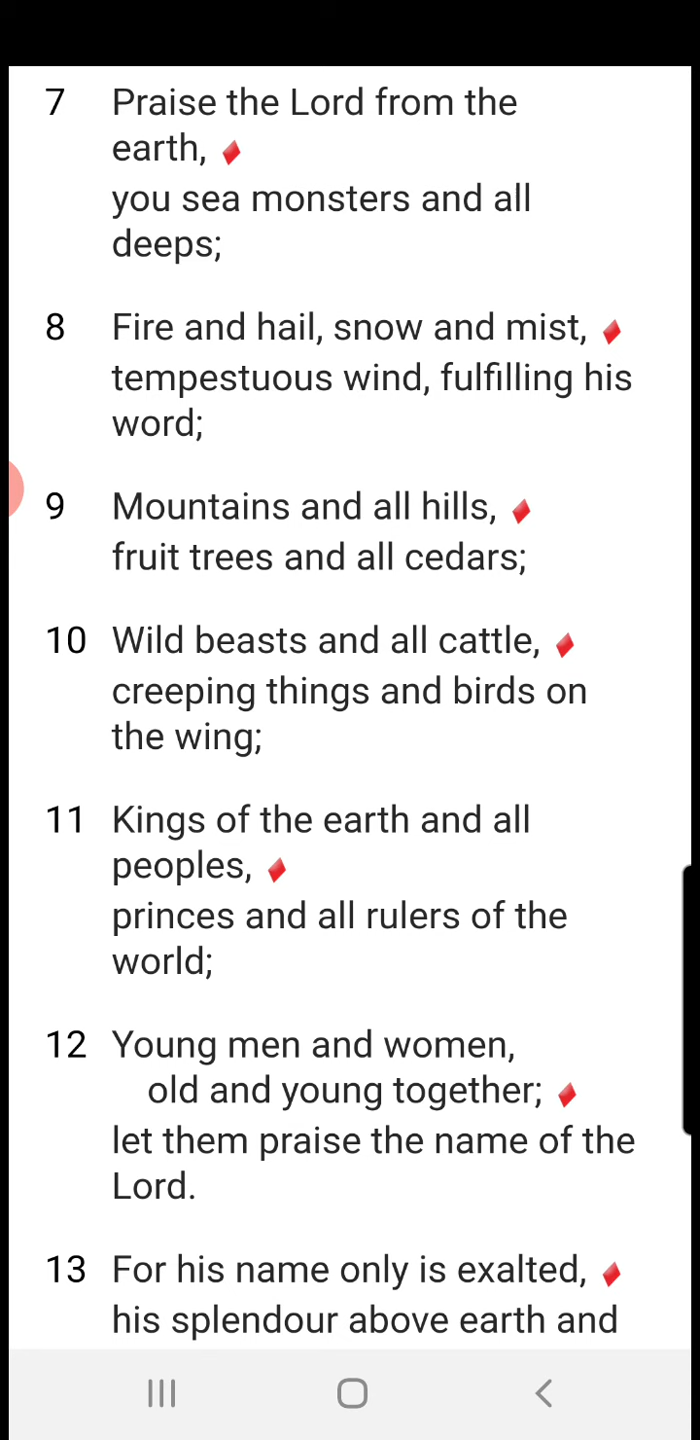 7 Praise the Lord from the
earth, ♦
you sea monsters and all
deeps;
8 Fire and hail, snow and mist, ♦
tempestuous wind, fulfilling his
word;
9 Mountains and all hills, ♦
fruit trees and all cedars;
10 Wild beasts and all cattle, ♦
creeping things and birds on
the wing;
11 Kings of the earth and all
peoples, ♦
princes and all rulers of the
world;
12 Young men and women,
old and young together; ♦
let them praise the name of the
Lord.
13 For his name only is exalted, ♦
his splendour above earth and